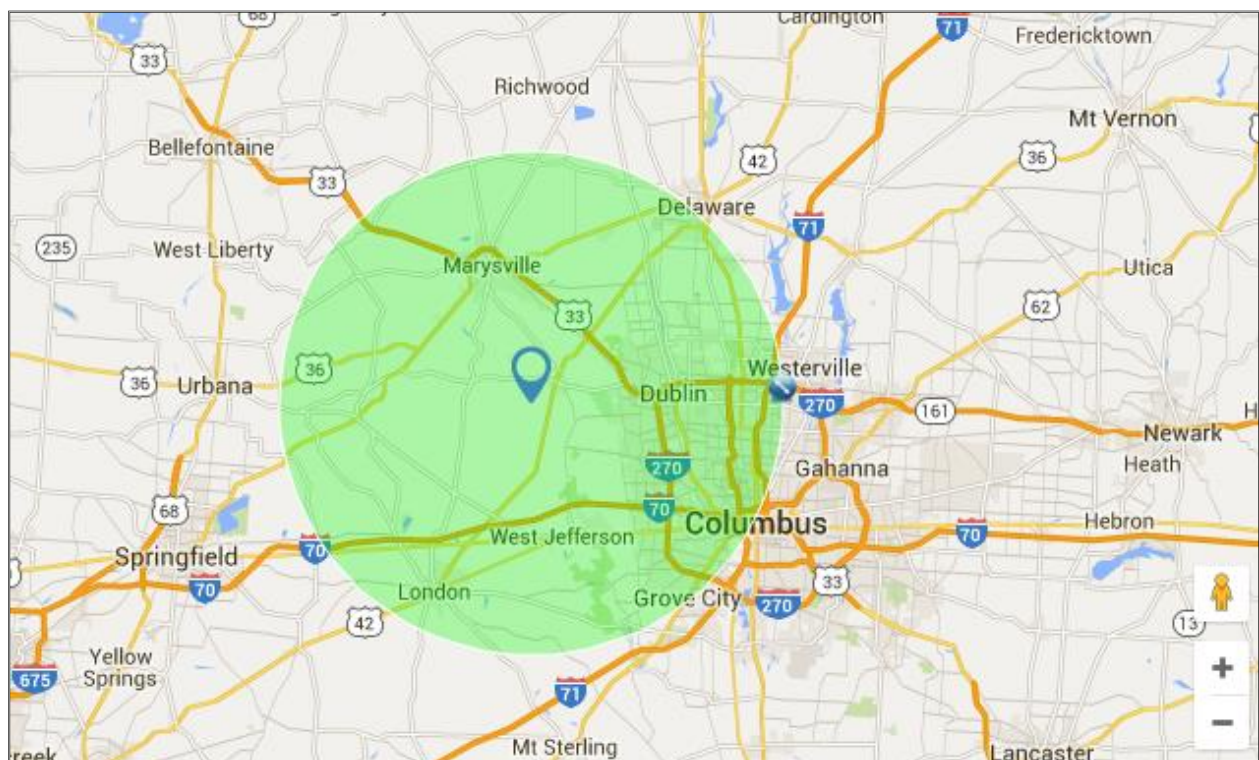 68
Cardington
71
Fredericktown
33
Richwood
Mt Vernon
Bellefontaine
42
36
33
Delaware
71
235
West Liberty
Marysville
Utica
62
33
36
Westerville
36
Urbana
Dublin
270
161
Newark
270
Gahanna
Heath
68
70
Columbus
Hebron
West Jefferson
70
70
Springfield
70
33
London
Grove City
270
42
13
Yellow
Springs
675
71
Mt Sterling
reek
Lancaster
+
−